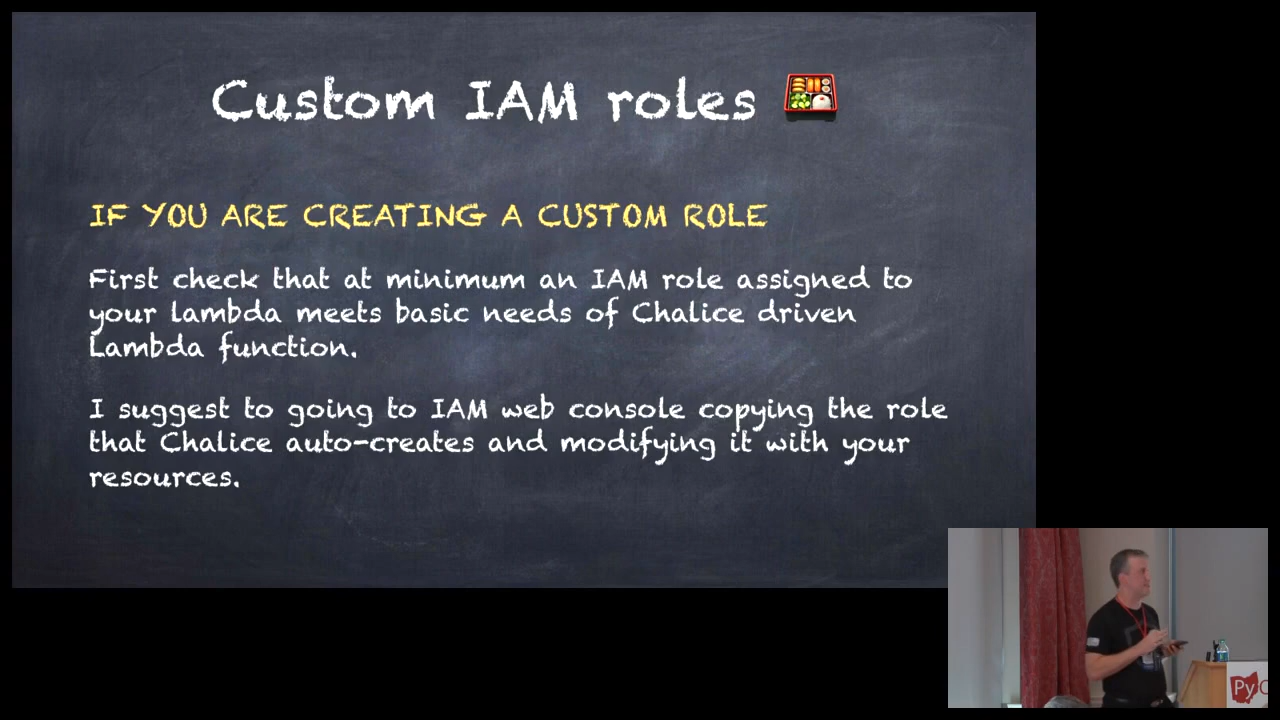 Custom IAM roles
IF YOU ARE CREATING A CUSTOM ROLE
First check that at minimum an IAM role assigned to
your lambda meets basic needs of Chalice driven
Lambda function.
I suggest to going to IAM web console copying the role
that Chalice auto-creates and modifying it with your
resources.
Py